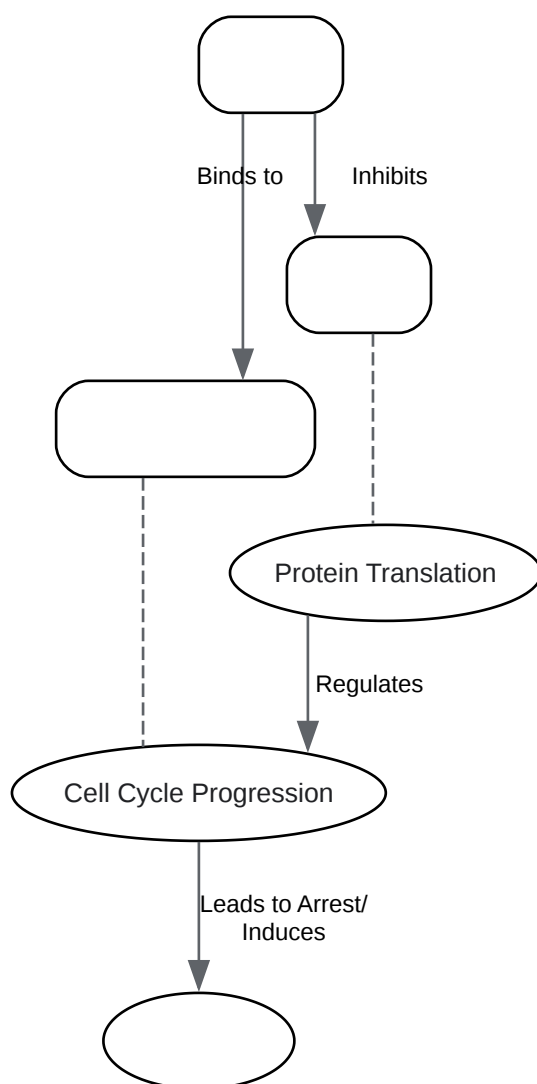 Binds to
Inhibits
Protein Translation
Regulates
Cell Cycle Progression
Leads to Arrest/
Induces